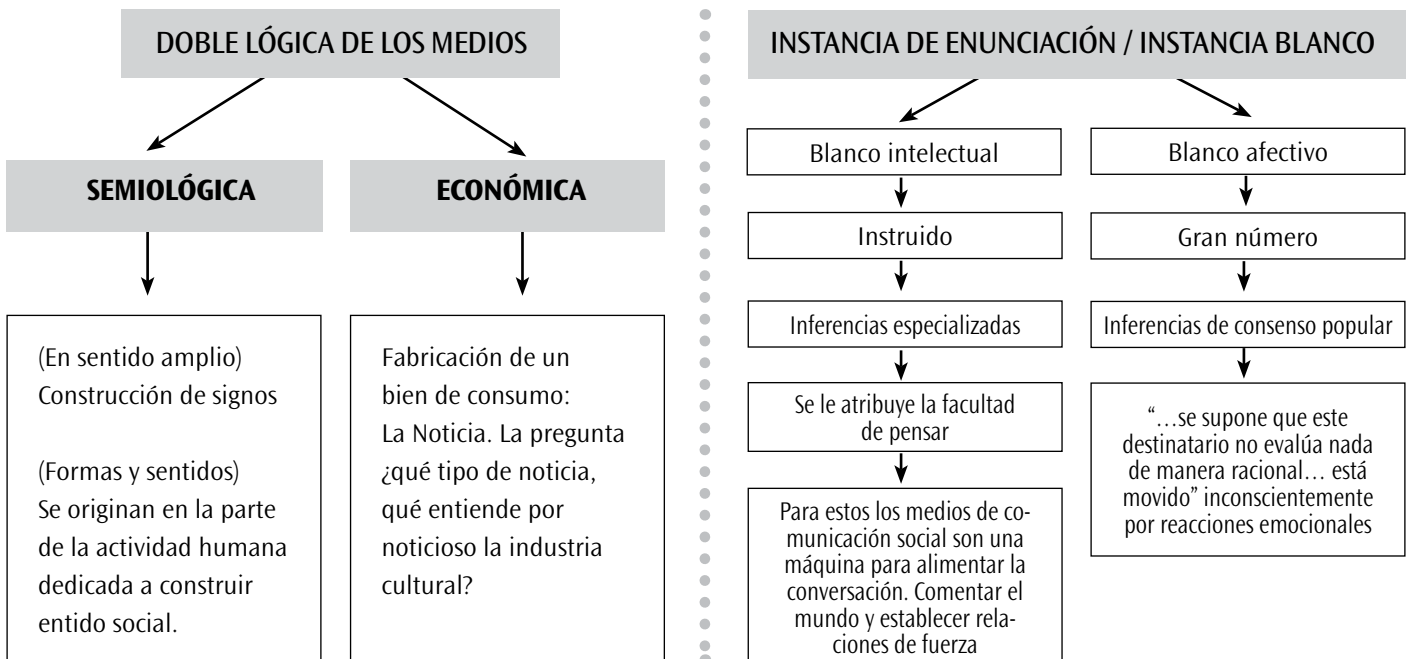 DOBLE LÓGICA DE LOS MEDIOS
SEMIOLÓGICA
ECONÓMICA
(En sentido amplio)
Construcción de signos
(Formas y sentidos)
Se originan en la parte
de la actividad humana
dedicada a construir
entido social.
Fabricación de un
bien de consumo:
La Noticia. La pregunta
¿qué tipo de noticia,
qué entiende por
noticioso la industria
cultural?
INSTANCIA DE ENUNCIACIÓN / INSTANCIA BLANCO
Blanco intelectual
Instruido
Inferencias especializadas
Se le atribuye la facultad
de pensar
Para estos los medios de co-
municación social son una
máquina para alimentar la
conversación. Comentar el
mundo y establecer rela-
ciones de fuerza
Blanco afectivo
Gran número
Inferencias de consenso popular
“…se supone que este
destinatario no evalúa nada
de manera racional… está
movido” inconscientemente
por reacciones emocionales